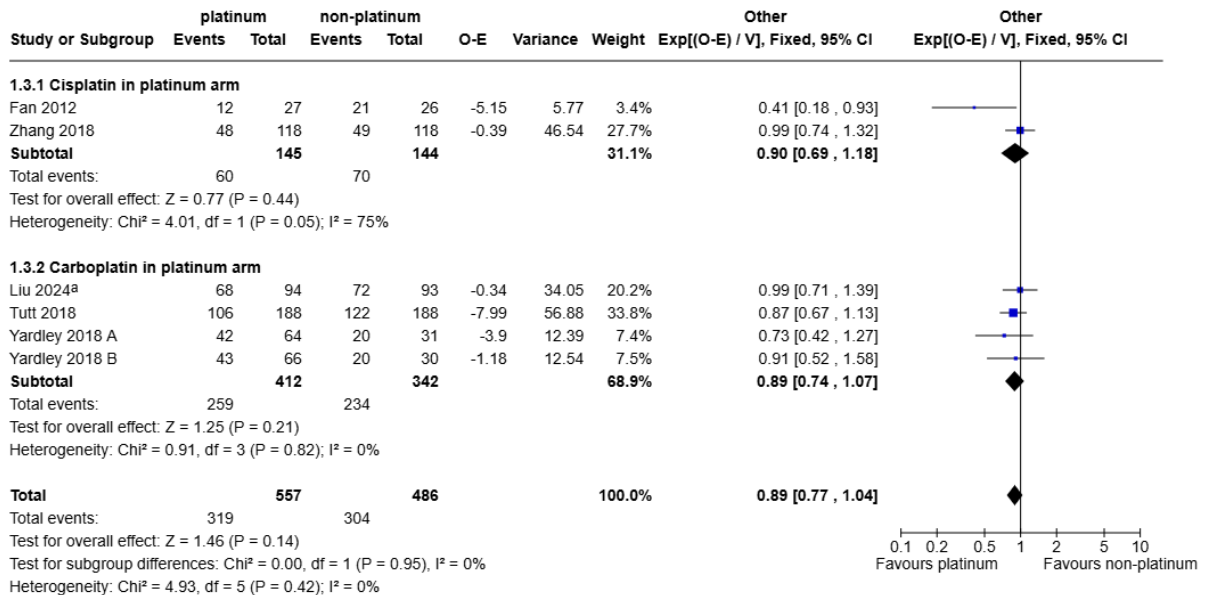 platinum non-platinum Other Other
Study or Subgroup Events Total Events Total O-E Variance Weight Exp[(O-E) / V], Fixed, 95% CI Exp[(O-E) / V], Fixed, 95% CI
1.3.1 Cisplatin in platinum arm
Fan 2012 12 27 21 26 -5.15 5.77 3.4% 0.41 [0.18 , 0.93]
Zhang 2018 48 118 49 118 -0.39 46.54 27.7% 0.99 [0.74 , 1.32]
Subtotal 145 144 31.1% 0.90 [0.69 , 1.18]
Total events: 60 70
Test for overall effect: Z = 0.77 (P = 0.44)
Heterogeneity: Chi² = 4.01, df = 1 (P = 0.05); I² = 75%
1.3.2 Carboplatin in platinum arm
Liu 2024ª 68 94 72 93 -0.34 34.05 20.2% 0.99 [0.71 , 1.39]
Tutt 2018 106 188 122 188 -7.99 56.88 33.8% 0.87 [0.67 , 1.13]
Yardley 2018 A 42 64 20 31 -3.9 12.39 7.4% 0.73 [0.42 , 1.27]
Yardley 2018 B 43 66 20 30 -1.18 12.54 7.5% 0.91 [0.52 , 1.58]
Subtotal 412 342 68.9% 0.89 [0.74 , 1.07]
Total events: 259 234
Test for overall effect: Z = 1.25 (P = 0.21)
Heterogeneity: Chi² = 0.91, df = 3 (P = 0.82); I² = 0%
Total 557 486 100.0% 0.89 [0.77 , 1.04]
Total events: 319 304
Test for overall effect: Z = 1.46 (P = 0.14)
Test for subgroup differences: Chi² = 0.00, df = 1 (P = 0.95), I² = 0%
Heterogeneity: Chi² = 4.93, df = 5 (P = 0.42); I² = 0%
0.1 0.2 0.5 1 2 5 10
Favours platinum Favours non-platinum